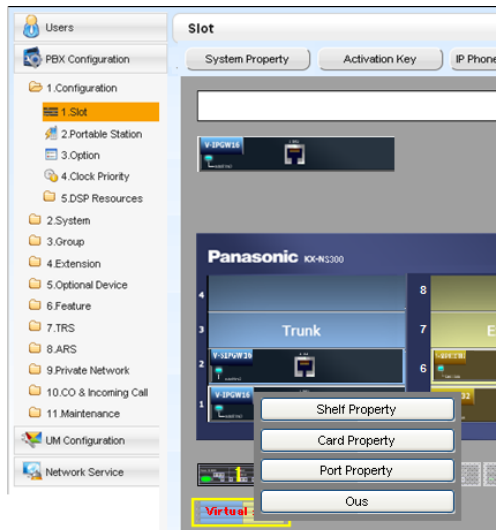 Users
PBX Configuration
1.Configuration
1.Slot
2.Portable Station
3.Option
4.Clock Priority
5.DSP Resources
2.System
3.Group
4.Extension
5.Optional Device
6.Feature
7.TRS
8.ARS
9.Private Network
10.CO & Incoming Call
11.Maintenance
UM Configuration
Network Service
Slot
System Property
Activation Key
IP Phone
V-IPGW16
Panasonic KX-NS300
4
8
3
Trunk
7
E
2
V-SIPGW16
6
1
V-IPGW16
32
Shelf Property
Card Property
Port Property
Ous
1
Virtual